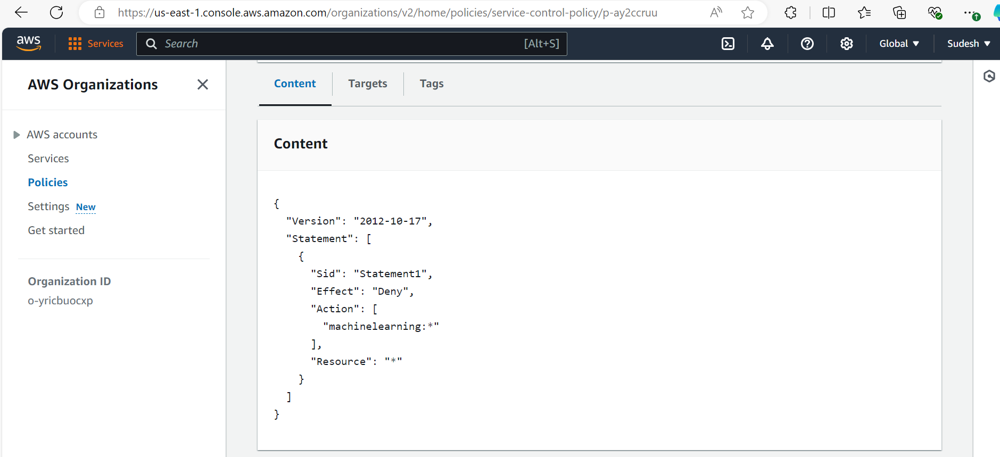 https://us-east-1.console.aws.amazon.com/organizations/v2/home/policies/service-control-policy/p-ay2ccruu
aws Services Search [Alt+S] Global Sudesh
AWS Organizations
AWS accounts
Services
Policies
Settings New
Get started
Organization ID
o-yricbuocxp
Content Targets Tags
Content
{
"Version": "2012-10-17",
"Statement": [
{
"Sid": "Statement1",
"Effect": "Deny",
"Action": [
"machinelearning:*"
],
"Resource": "*"
}
]
}